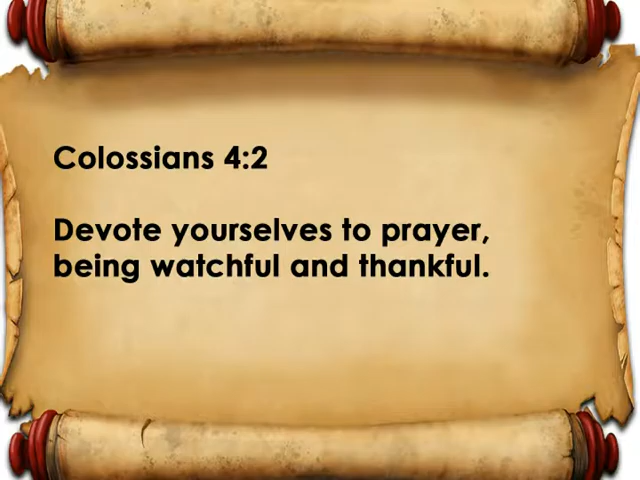 Colossians 4:2
Devote yourselves to prayer,
being watchful and thankful.